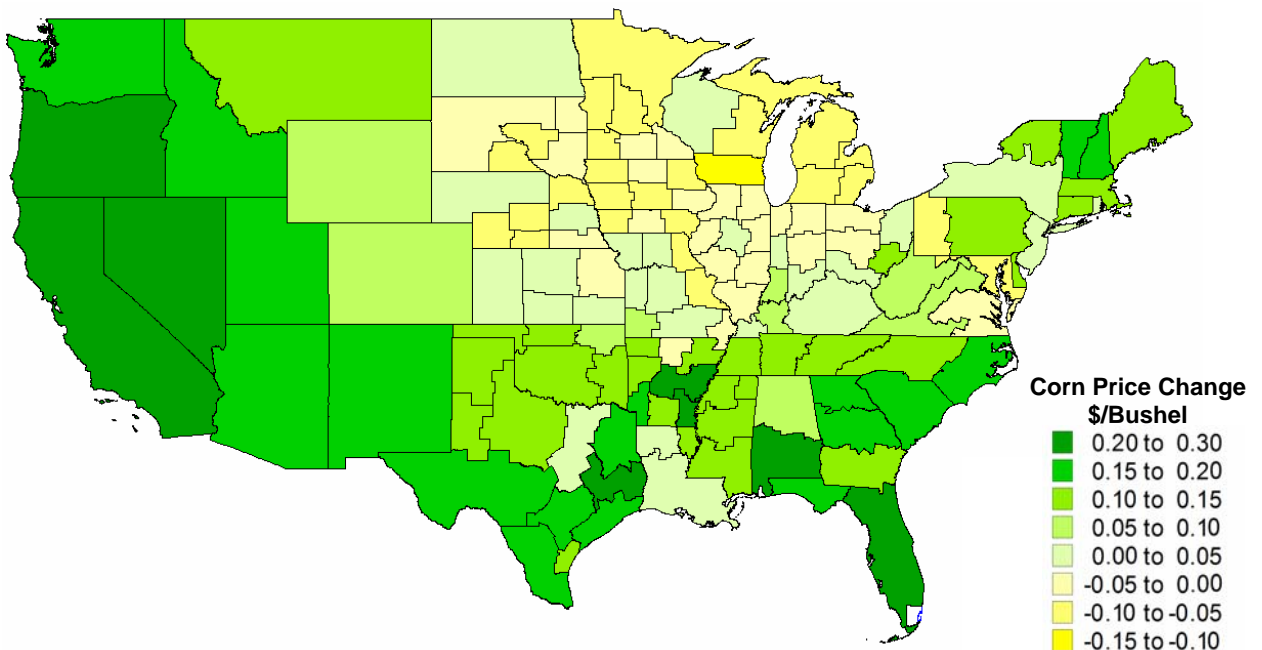 Corn Price Change
$/Bushel
0.20 to 0.30
0.15 to 0.20
0.10 to 0.15
0.05 to 0.10
0.00 to 0.05
-0.05 to 0.00
-0.10 to -0.05
-0.15 to -0.10